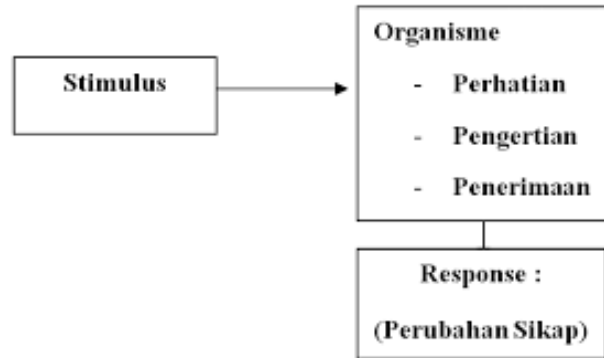 Stimulus
Organisme
- Perhatian
- Pengertian
- Penerimaan
Response :
(Perubahan Sikap)